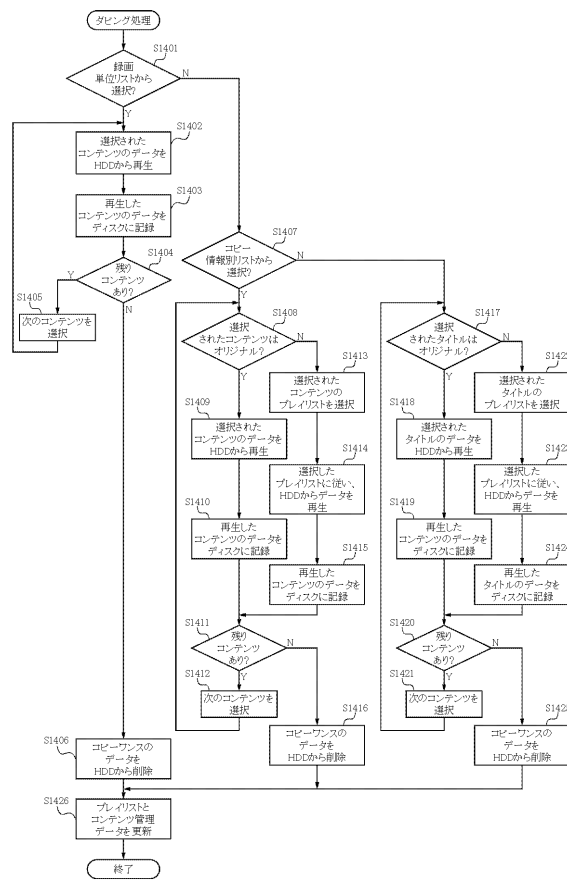 ダビング処理
S1401
録画
単位リストから
選択?
Y
N
S1402
選択された
コンテンツのデータを
HDDから再生
S1403
再生した
コンテンツのデータを
ディスクに記録
S1404
残り
コンテンツ
あり?
Y
N
S1405
次のコンテンツを
選択
S1406
コピーワンスの
データを
HDDから削除
S1407
コピー
情報別リストから
選択?
Y
N
S1408
選択
されたコンテンツは
オリジナル?
Y
N
S1409
選択された
コンテンツのデータを
HDDから再生
S1410
再生した
コンテンツのデータを
ディスクに記録
S1413
選択された
コンテンツの
プレイリストを選択
S1414
選択した
プレイリストに従い、
HDDからデータを
再生
S1415
再生した
コンテンツのデータを
ディスクに記録
S1411
残り
コンテンツ
あり?
Y
N
S1412
次のコンテンツを
選択
S1416
コピーワンスの
データを
HDDから削除
S1417
選択
されたタイトルは
オリジナル?
Y
N
S1418
選択された
タイトルのデータを
HDDから再生
S1419
再生した
コンテンツのデータを
ディスクに記録
選択された
タイトルの
プレイリストを選択
選択した
プレイリストに従い、
HDDからデータを
再生
再生した
タイトルのデータを
ディスクに記録
S1420
残り
コンテンツ
あり?
Y
N
S1421
次のコンテンツを
選択
コピーワンスの
データを
HDDから削除
S1426
プレイリストと
コンテンツ管理
データを更新
終了